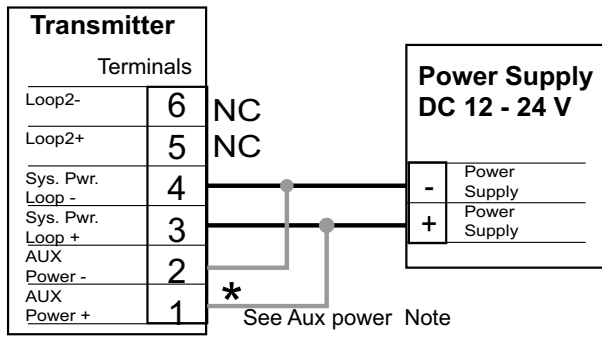 Transmitter
Terminals
Loop2- 6 NC
Loop2+ 5 NC
Sys. Pwr.
Loop - 4
Sys. Pwr.
Loop + 3
AUX
Power - 2
AUX
Power + 1
* See Aux power Note
Power Supply
DC 12 - 24 V
- Power
Supply
+ Power
Supply